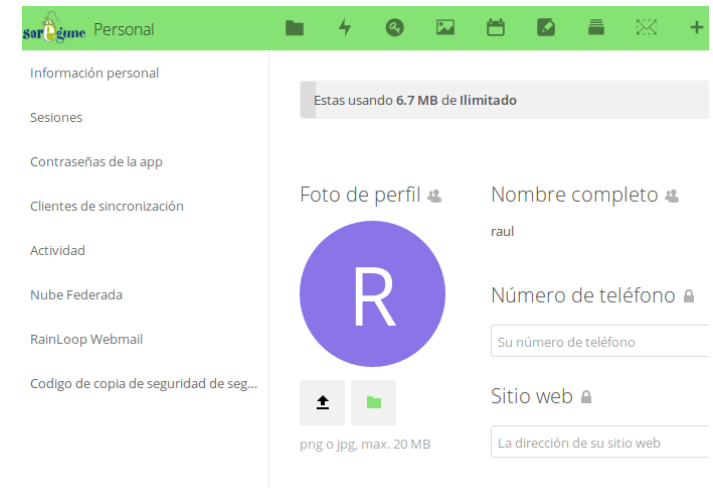 saregune Personal
Información personal
Sesiones
Contraseñas de la app
Clientes de sincronización
Actividad
Nube Federada
RainLoop Webmail
Codigo de copia de seguridad de seg...
Estas usando 6.7 MB de Ilimitado
Foto de perfil
R
png o jpg, max. 20 MB
Nombre completo
raul
Número de teléfono
Su número de teléfono
Sitio web
La dirección de su sitio web